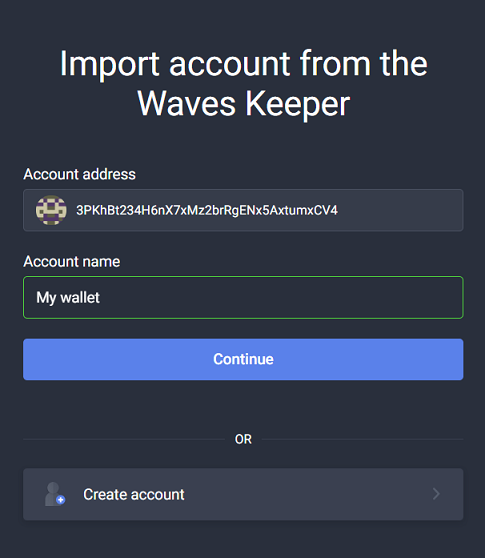 Import account from the
Waves Keeper
Account address
3PKhBt234H6nX7xMz2brRgENx5AxtumxCV4
Account name
My wallet
Continue
OR
Create account